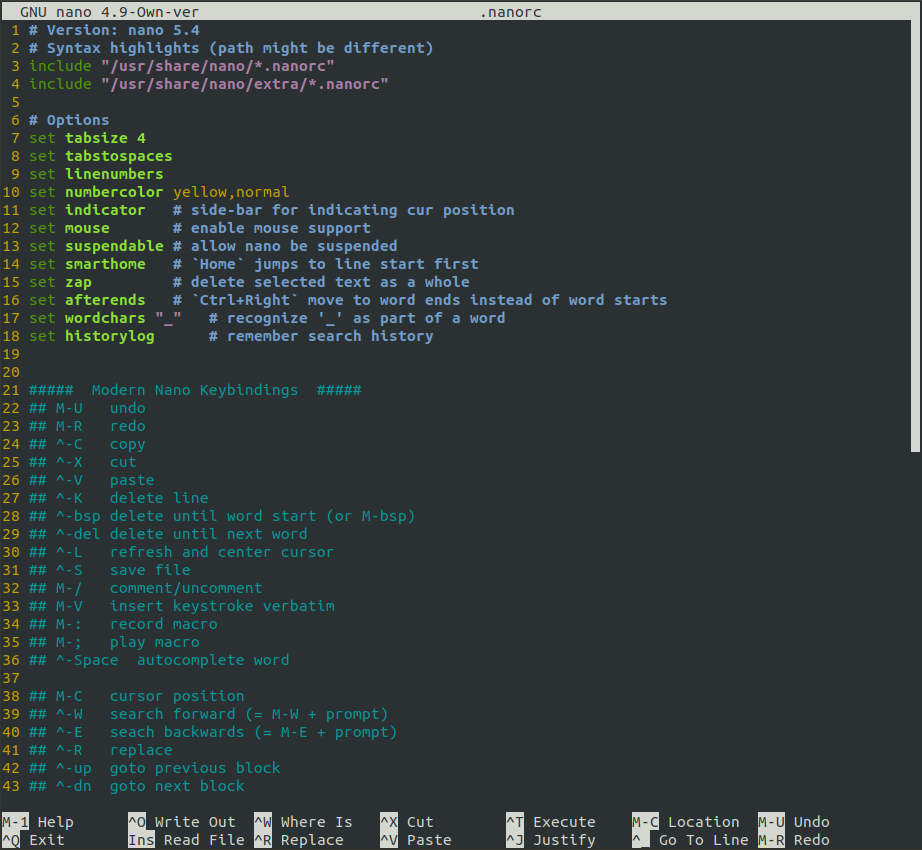 GNU nano 4.9-Own-ver .nanorc
1 # Version: nano 5.4
2 # Syntax highlights (path might be different)
3 include "/usr/share/nano/*.nanorc"
4 include "/usr/share/nano/extra/*.nanorc"
5
6 # Options
7 set tabsize 4
8 set tabstospaces
9 set linenumbers
10 set numbercolor yellow,normal
11 set indicator   # side-bar for indicating cur position
12 set mouse       # enable mouse support
13 set suspendable # allow nano be suspended
14 set smarthome   # `Home` jumps to line start first
15 set zap         # delete selected text as a whole
16 set afterends   # `Ctrl+Right` move to word ends instead of word starts
17 set wordchars "_"   # recognize '_' as part of a word
18 set historylog      # remember search history
19
20
21 #####  Modern Nano Keybindings  #####
22 ## M-U   undo
23 ## M-R   redo
24 ## ^-C   copy
25 ## ^-X   cut
26 ## ^-V   paste
27 ## ^-K   delete line
28 ## ^-bsp delete until word start (or M-bsp)
29 ## ^-del delete until next word
30 ## ^-L   refresh and center cursor
31 ## ^-S   save file
32 ## M-/   comment/uncomment
33 ## M-V   insert keystroke verbatim
34 ## M-:   record macro
35 ## M-;   play macro
36 ## ^-Space  autocomplete word
37
38 ## M-C   cursor position
39 ## ^-W   search forward (= M-W + prompt)
40 ## ^-E   seach backwards (= M-E + prompt)
41 ## ^-R   replace
42 ## ^-up  goto previous block
43 ## ^-dn  goto next block
M-1 Help ^O Write Out ^W Where Is ^X Cut ^T Execute M-C Location M-U Undo
^Q Exit Ins Read File ^R Replace ^V Paste ^J Justify ^_ Go To Line M-R Redo